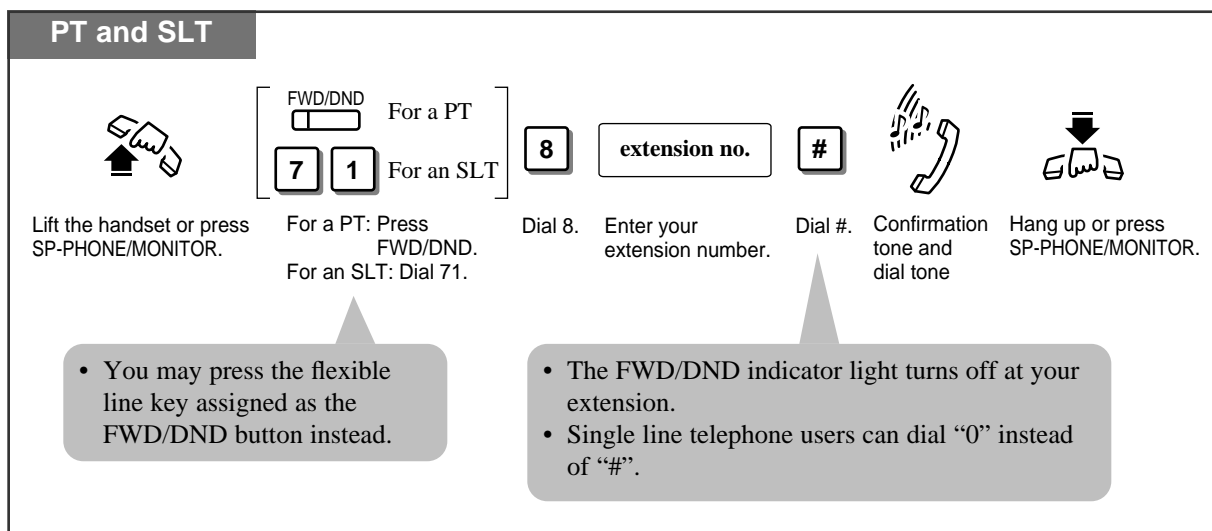 PT and SLT
FWD/DND
For a PT
7 1 For an SLT
8
extension no.
#
Lift the handset or press
SP-PHONE/MONITOR.
For a PT: Press
FWD/DND.
For an SLT: Dial 71.
Dial 8.
Enter your
extension number.
Dial #.
Confirmation
tone and
dial tone
Hang up or press
SP-PHONE/MONITOR.
• You may press the flexible
line key assigned as the
FWD/DND button instead.
• The FWD/DND indicator light turns off at your
extension.
• Single line telephone users can dial “0” instead
of “#”.